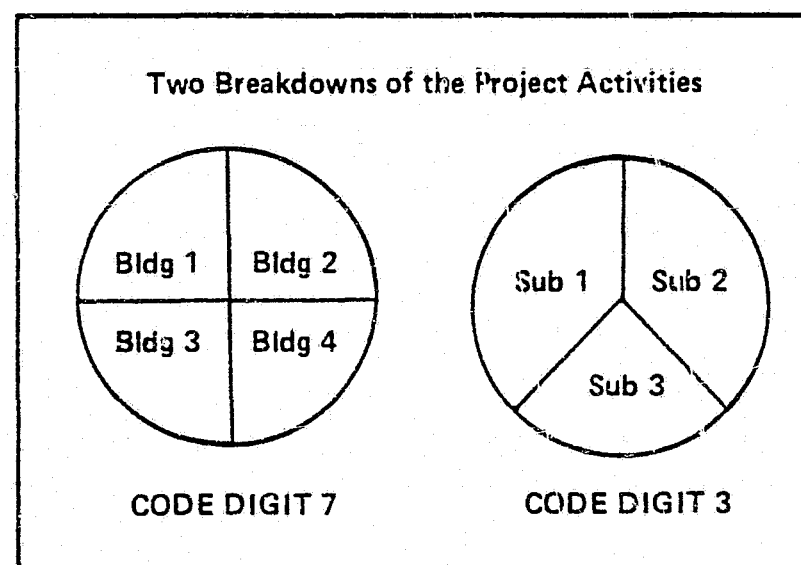 Two Breakdowns of the Project Activities
Bldg 1
Bldg 2
Bldg 3
Bldg 4
CODE DIGIT 7
Sub 1
Sub 2
Sub 3
CODE DIGIT 3